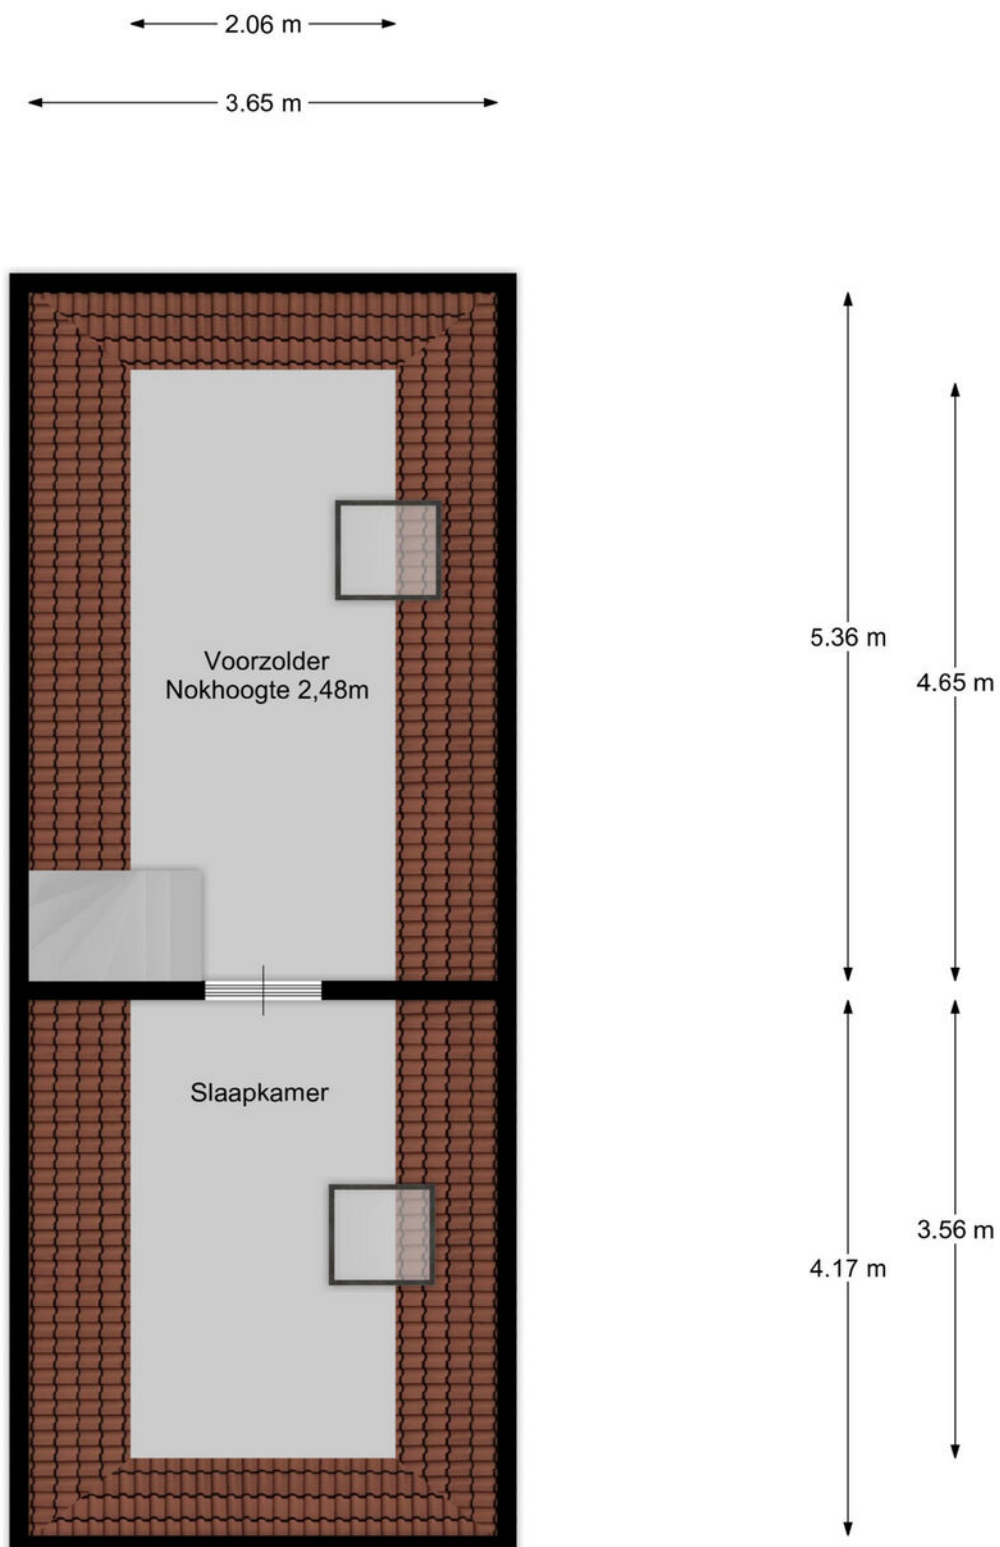 2.06 m
3.65 m
5.36 m
Voorzolder
4.65 m
Nokhoogte 2,48m
Slaapkamer
3.56 m
4.17 m